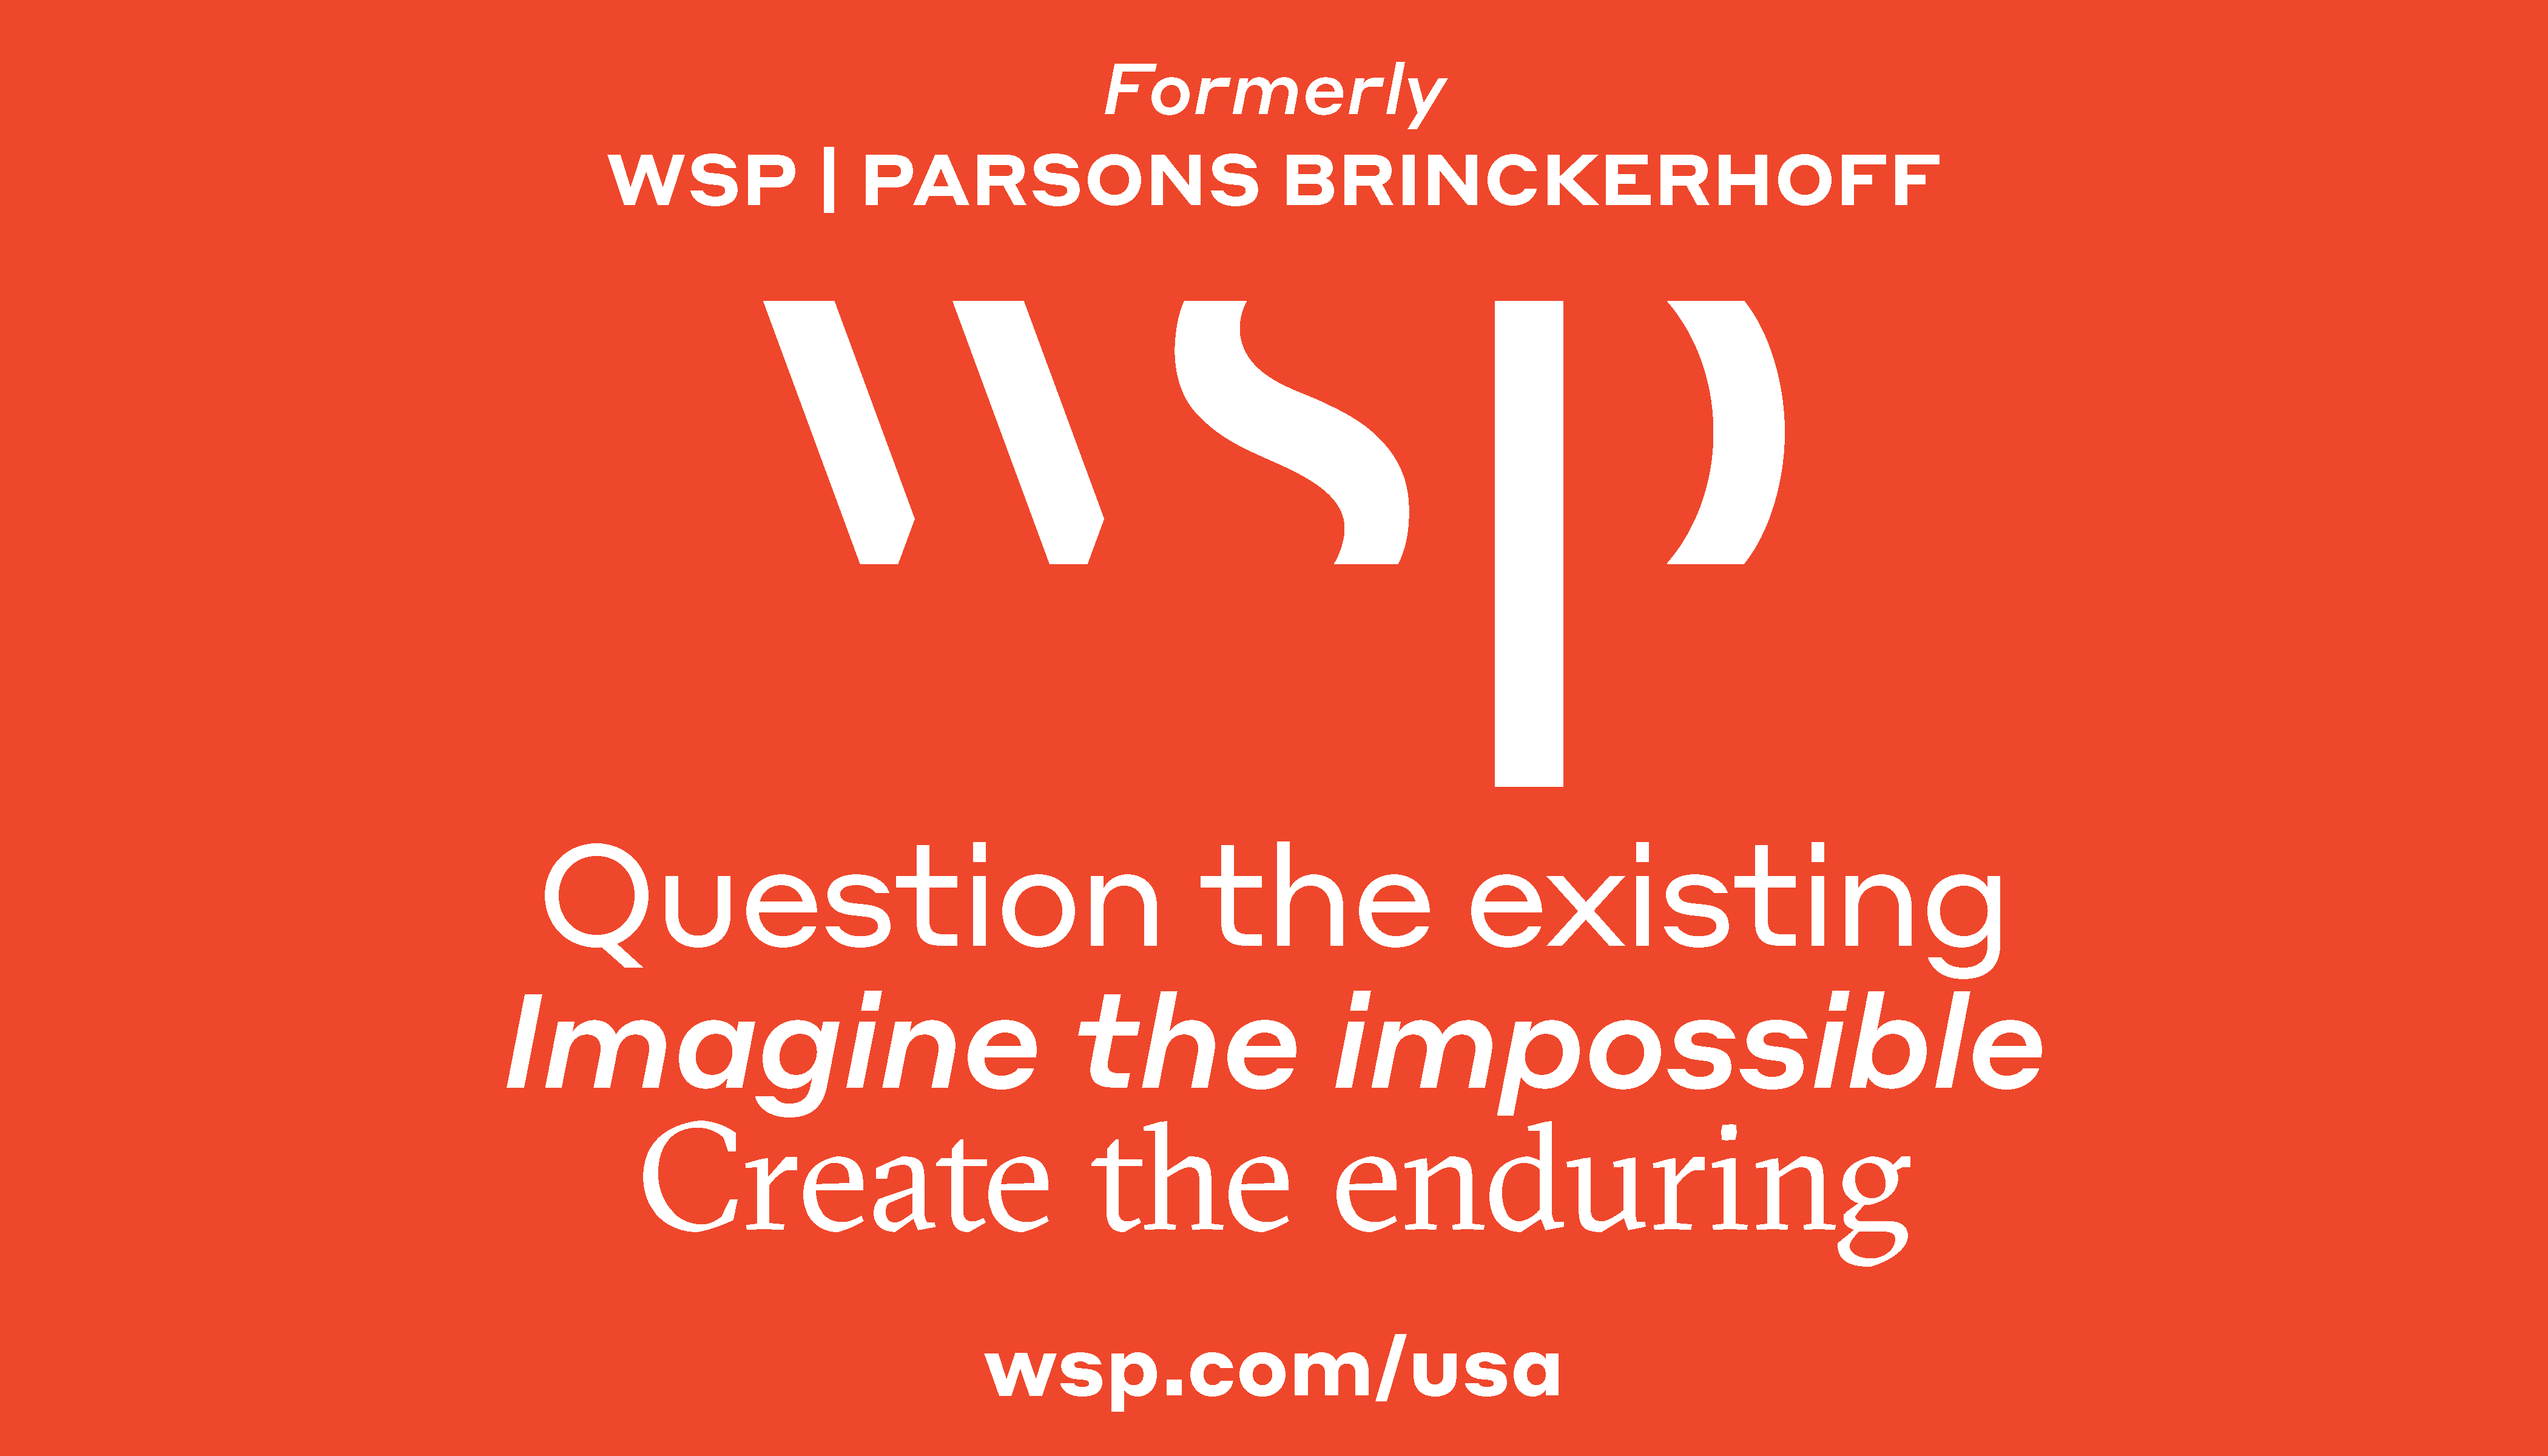 Formerly
WSP | PARSONS BRINCKERHOFF
wsp
Question the existing
Imagine the impossible
Create the enduring
wsp.com/usa